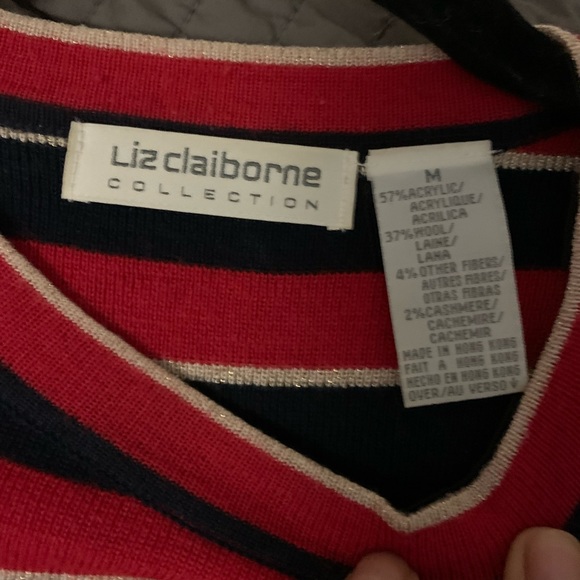 Liz claiborne
COLLECTION
M
57% ACRYLIC/
ACRYLIQUE/
ACRILICA
37% WOOL/
LAINE/
LANA
4% OTHER FIBERS/
AUTRES FIBRES/
OTRAS FIBRAS
2% CASHMERE/
CACHEMIRE/
CACHEMIR
MADE IN HONG KONG
FAIT A HONG KONG
HECHO EN HONG KONG
OVER/AU VERSO ↓